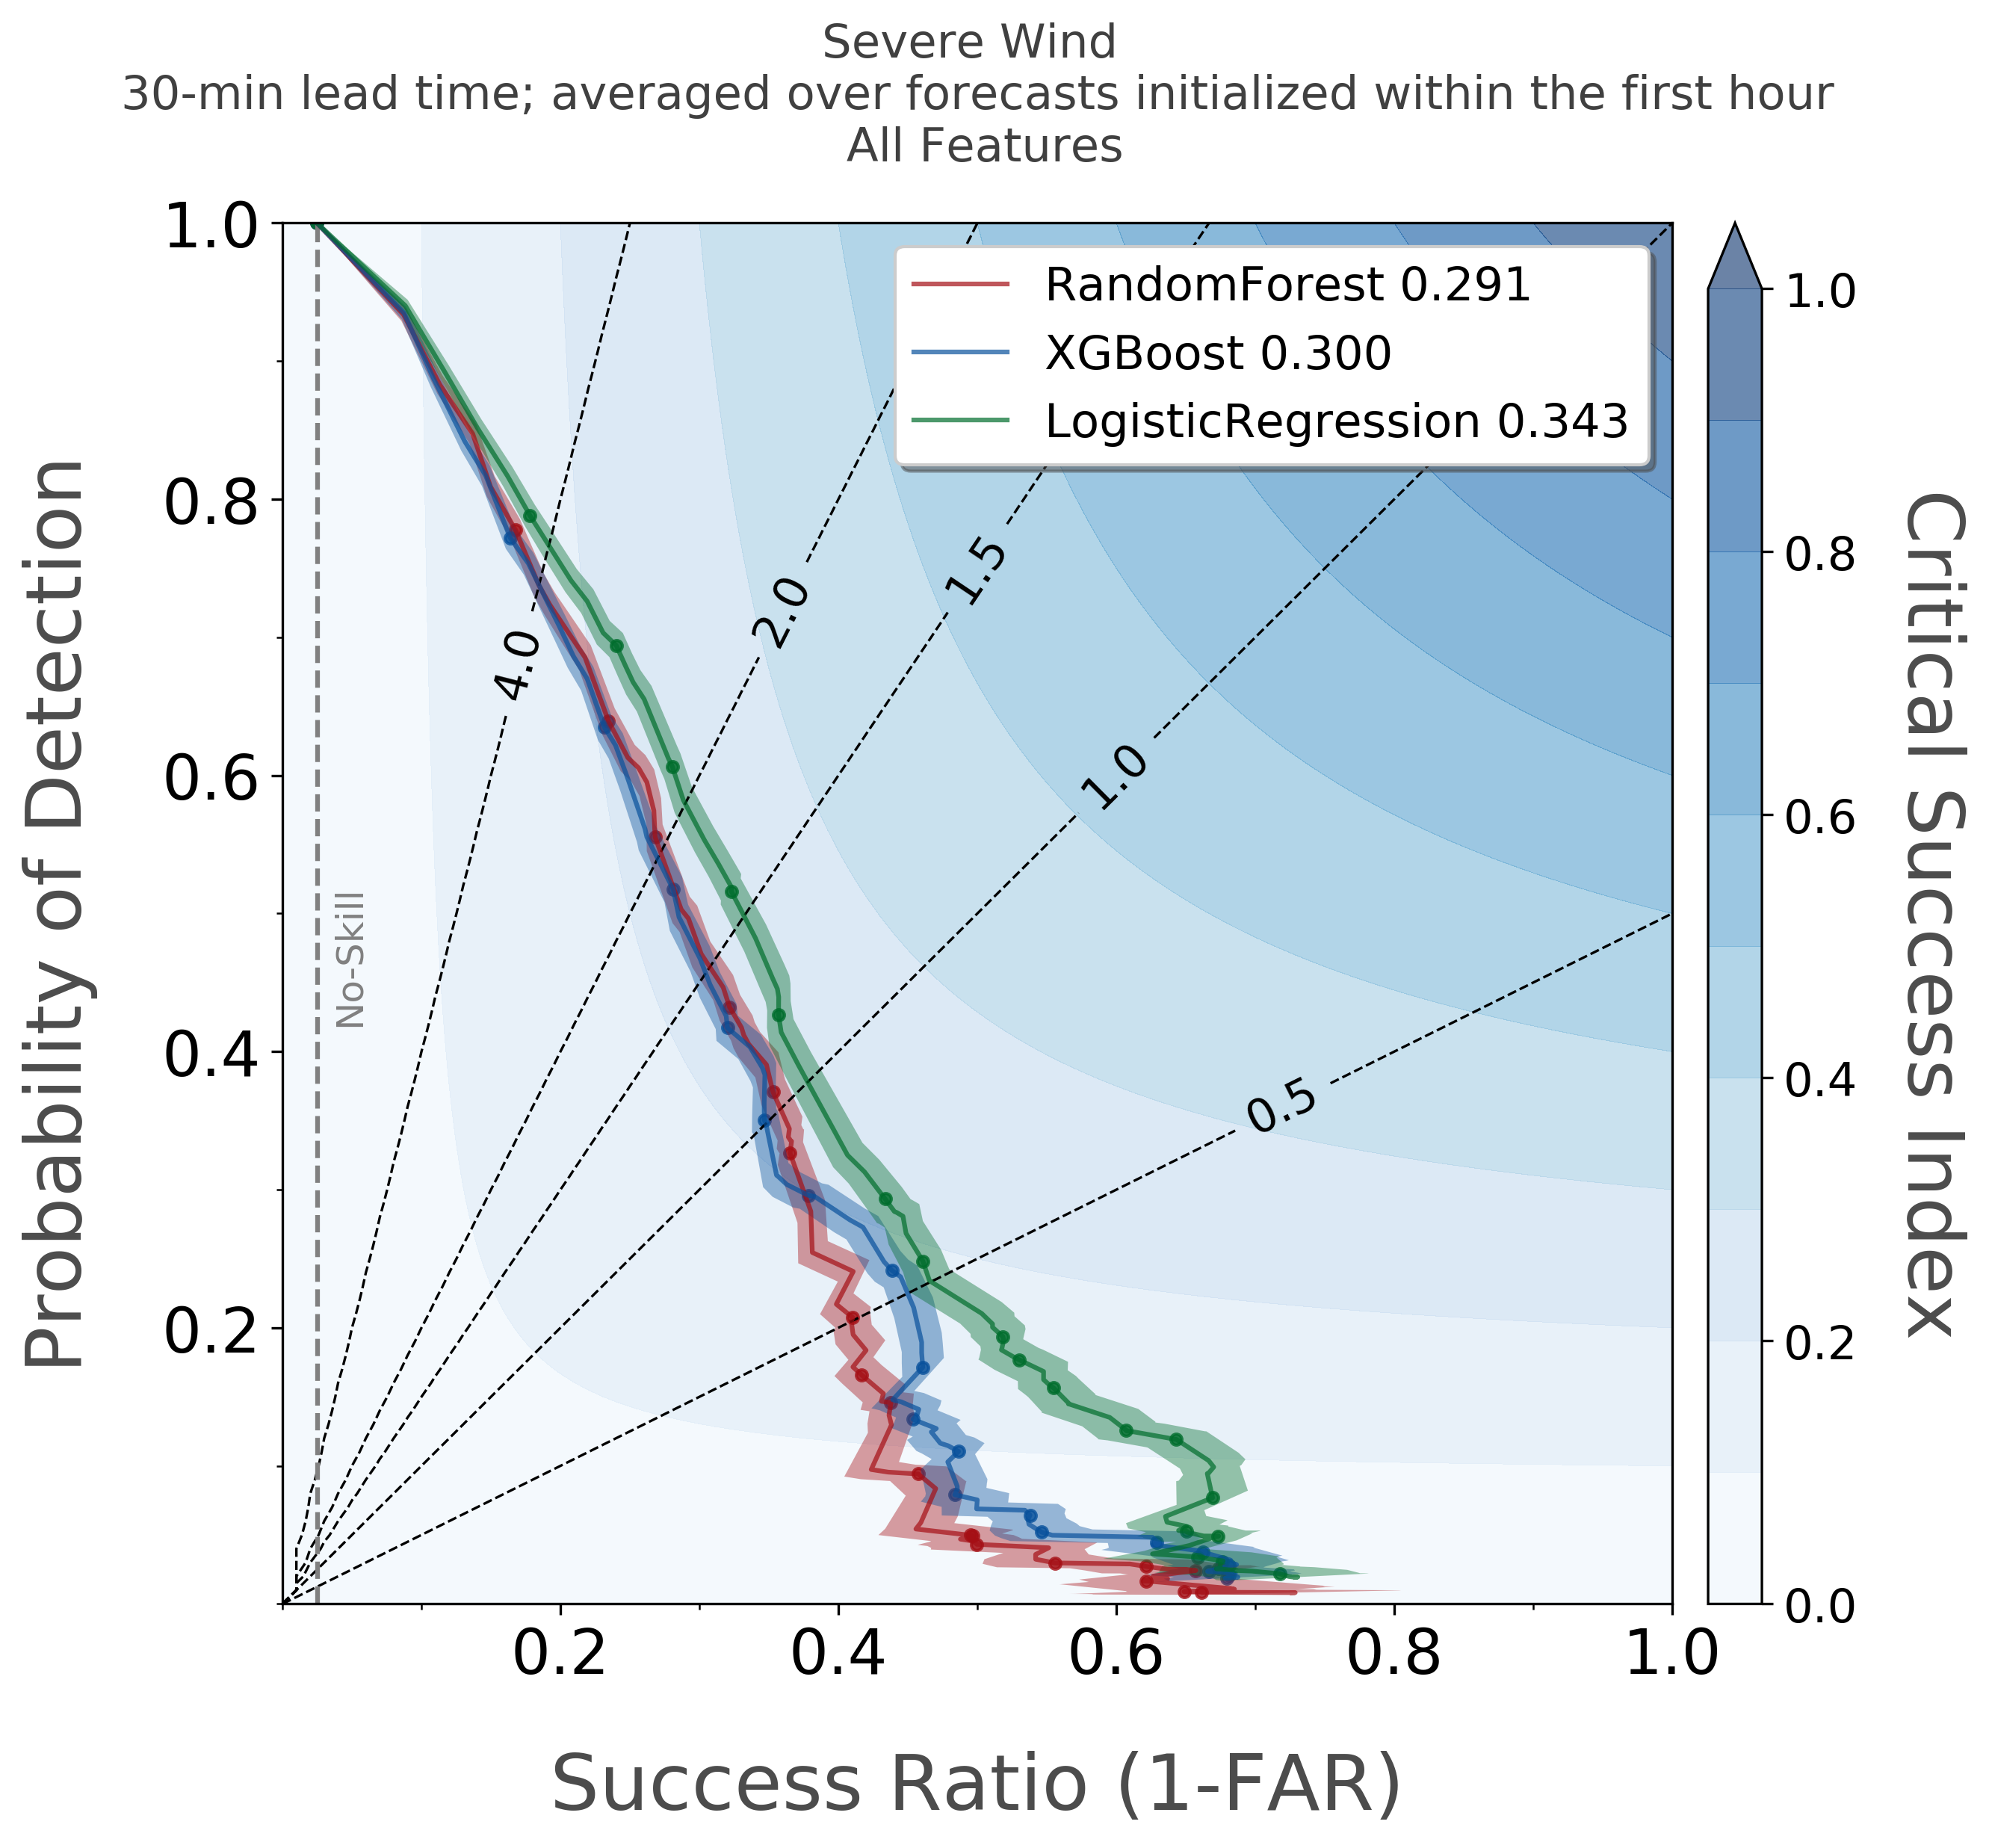 Severe Wind
30-min lead time; averaged over forecasts initialized within the first hour
All Features
RandomForest 0.291
XGBoost 0.300
LogisticRegression 0.343
Probability of Detection
1.0
0.8
0.6
0.4
0.2
No-Skill
4.0
2.0
1.5
1.0
0.5
0.2
0.4
0.6
0.8
1.0
Success Ratio (1-FAR)
1.0
0.8
0.6
0.4
0.2
0.0
Critical Success Index